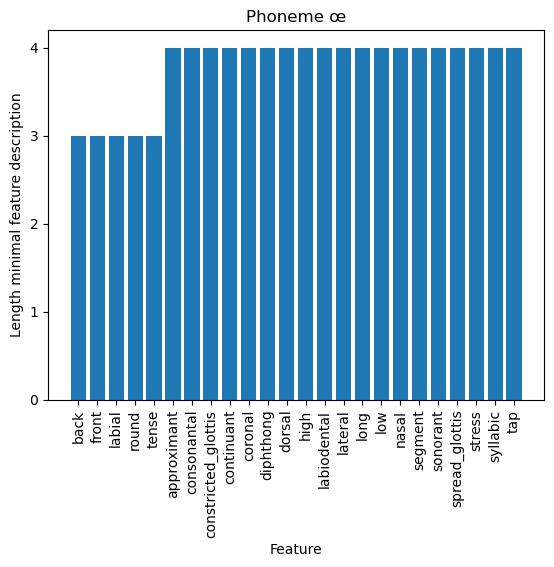 Phoneme œ
Length minimal feature description
4
3
2
1
0
back
front
labial
round
tense
approximant
consonantal
constricted_glottis
continuant
coronal
diphthong
dorsal
high
labiodental
lateral
long
low
nasal
segment
sonorant
spread_glottis
stress
syllabic
tap
Feature